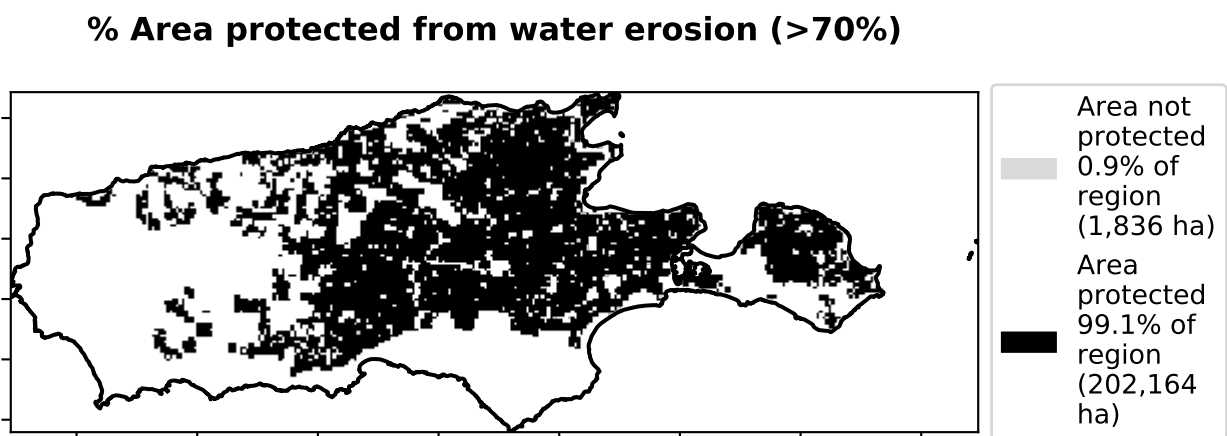 % Area protected from water erosion (>70%)
Area not
protected
0.9% of
region
(1,836 ha)
Area
protected
99.1% of
region
(202,164
ha)